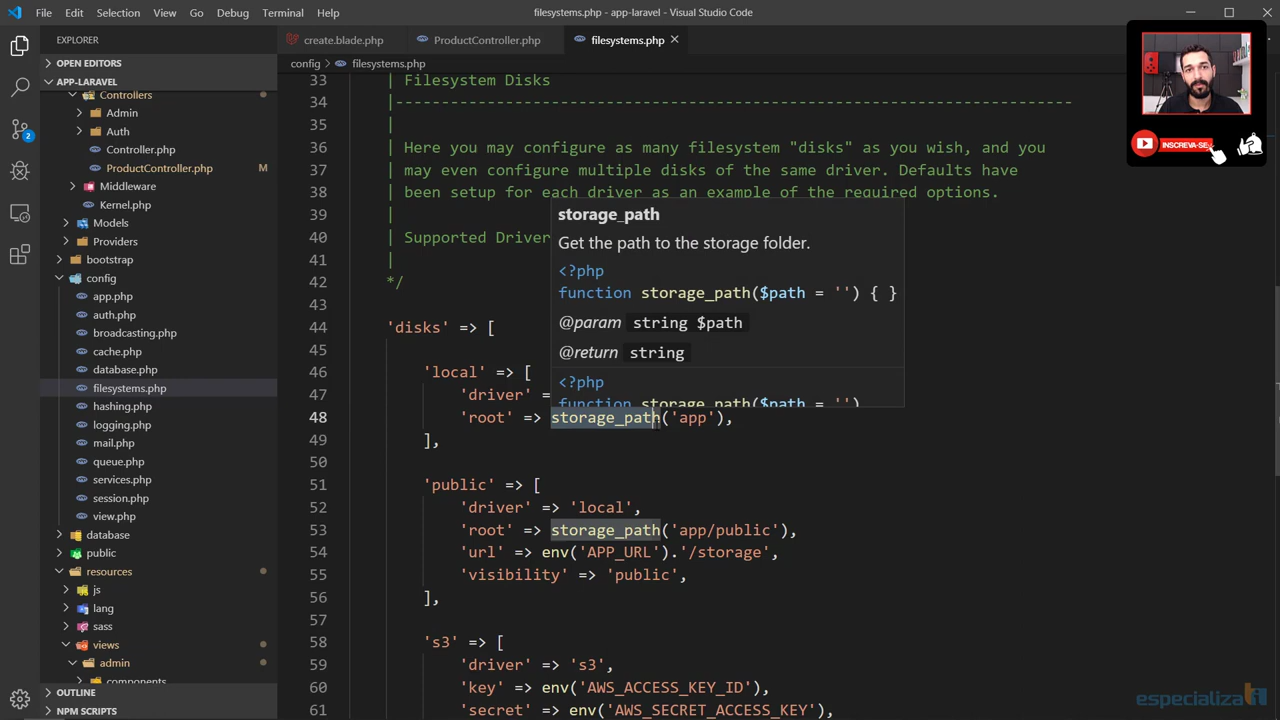 File Edit Selection View Go Debug Terminal Help
filesystems.php - app-laravel - Visual Studio Code
EXPLORER
OPEN EDITORS
APP-LARAVEL
Controllers
Admin
Auth
Controller.php
ProductController.php M
Middleware
Kernel.php
Models
Providers
bootstrap
config
app.php
auth.php
broadcasting.php
cache.php
database.php
filesystems.php
hashing.php
logging.php
mail.php
queue.php
services.php
session.php
view.php
database
public
resources
js
lang
sass
views
admin
components
OUTLINE
NPM SCRIPTS
2
create.blade.php ProductController.php filesystems.php
config > filesystems.php
33 | Filesystem Disks
34 |--------------------------------------------------------------------------
35 |
36 | Here you may configure as many filesystem "disks" as you wish, and you
37 | may even configure multiple disks of the same driver. Defaults have
38 | been setup for each driver as an example of the required options.
39 |
40 | Supported Driver
41 |
42 */
43
44 'disks' => [
45
46 'local' => [
47 'driver' =
48 'root' => storage_path('app'),
49 ],
50
51 'public' => [
52 'driver' => 'local',
53 'root' => storage_path('app/public'),
54 'url' => env('APP_URL').'/storage',
55 'visibility' => 'public',
56 ],
57
58 's3' => [
59 'driver' => 's3',
60 'key' => env('AWS_ACCESS_KEY_ID'),
61 'secret' => env('AWS_SECRET_ACCESS_KEY'),
storage_path
Get the path to the storage folder.
<?php
function storage_path($path = '') { }
@param string $path
@return string
<?php
function storage_path($path = '')
INSCREVA-SE
especializati